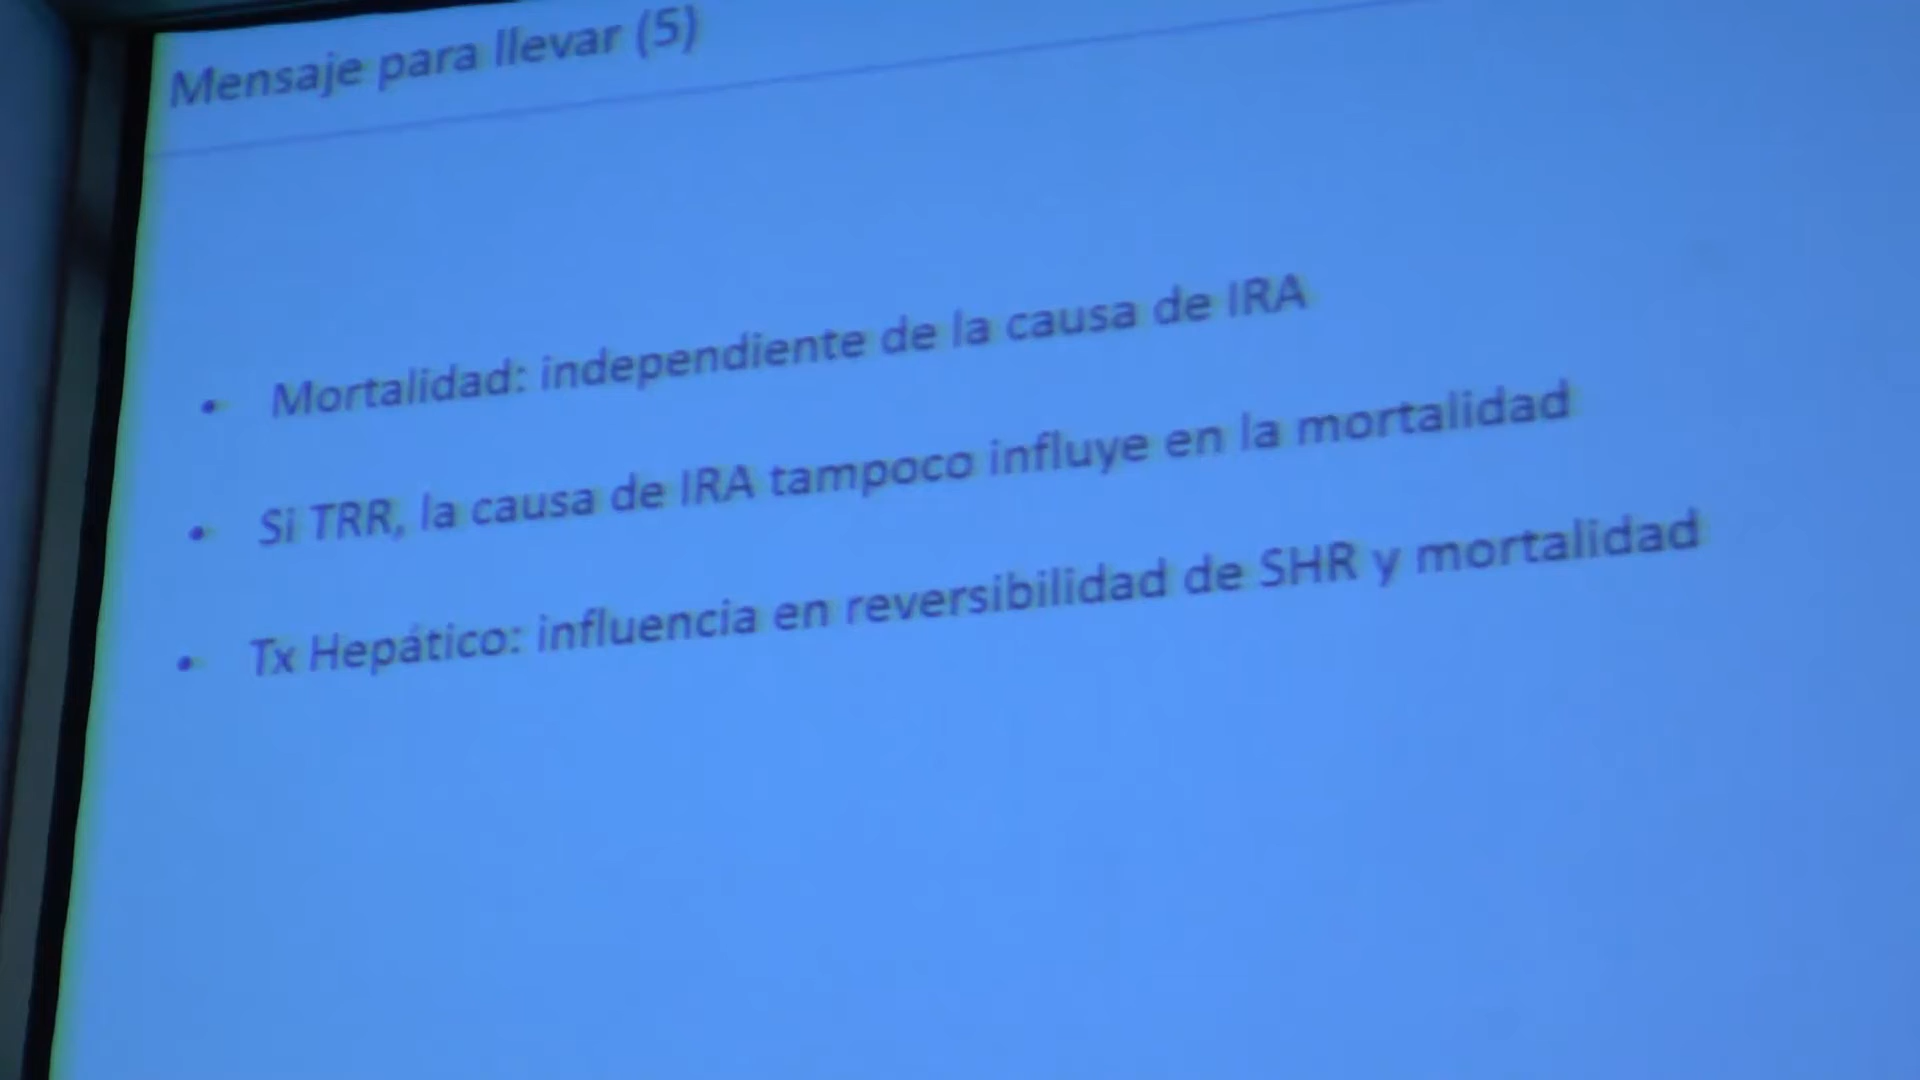 Mensaje para llevar (5)
• Mortalidad: independiente de la causa de IRA
• Si TRR, la causa de IRA tampoco influye en la mortalidad
• Tx Hepático: influencia en reversibilidad de SHR y mortalidad